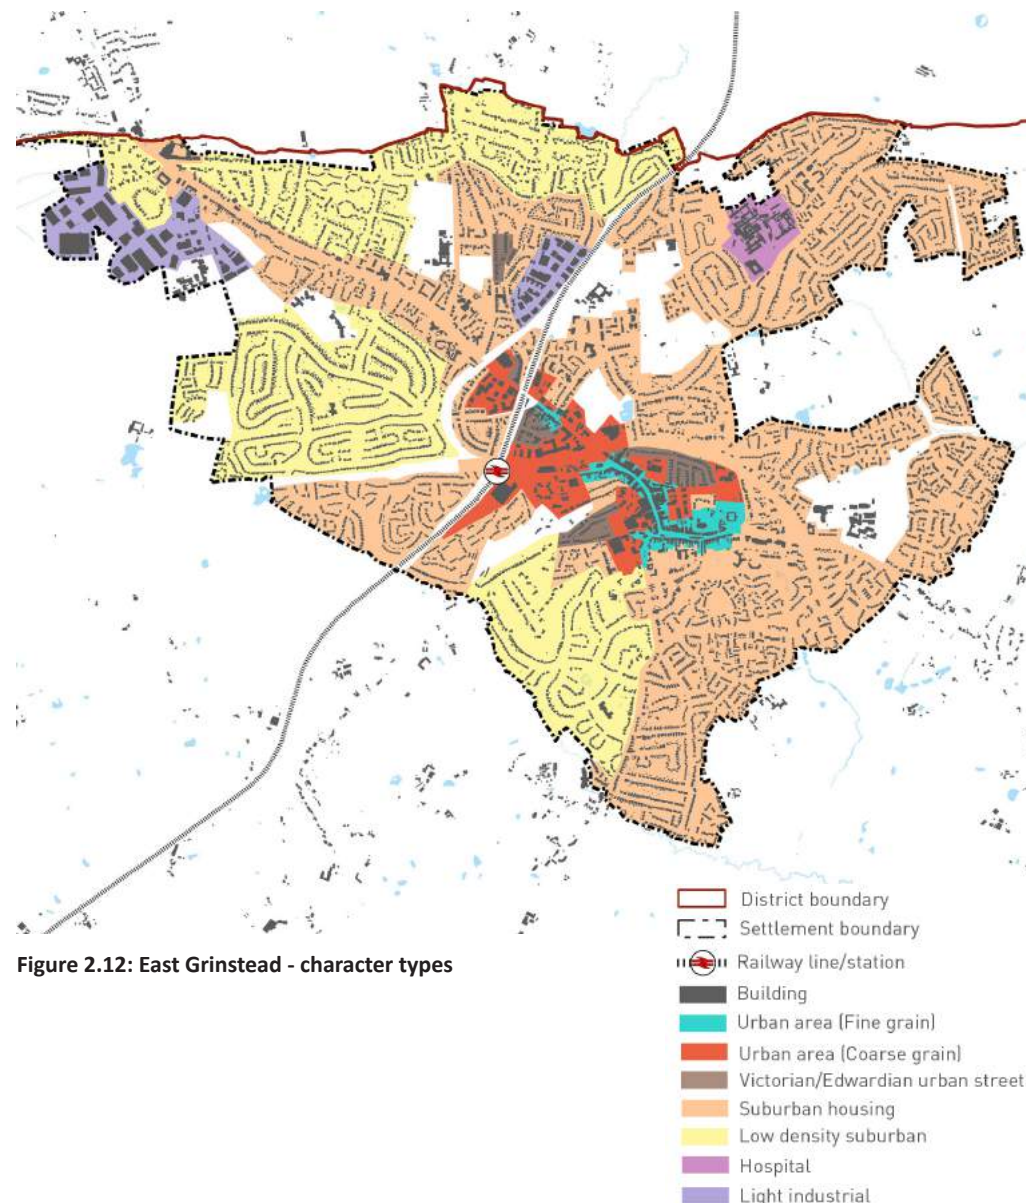 Figure 2.12: East Grinstead - character types
District boundary
Settlement boundary
Railway line/station
Building
Urban area (Fine grain)
Urban area (Coarse grain)
Victorian/Edwardian urban street
Suburban housing
Low density suburban
Hospital
Light industrial